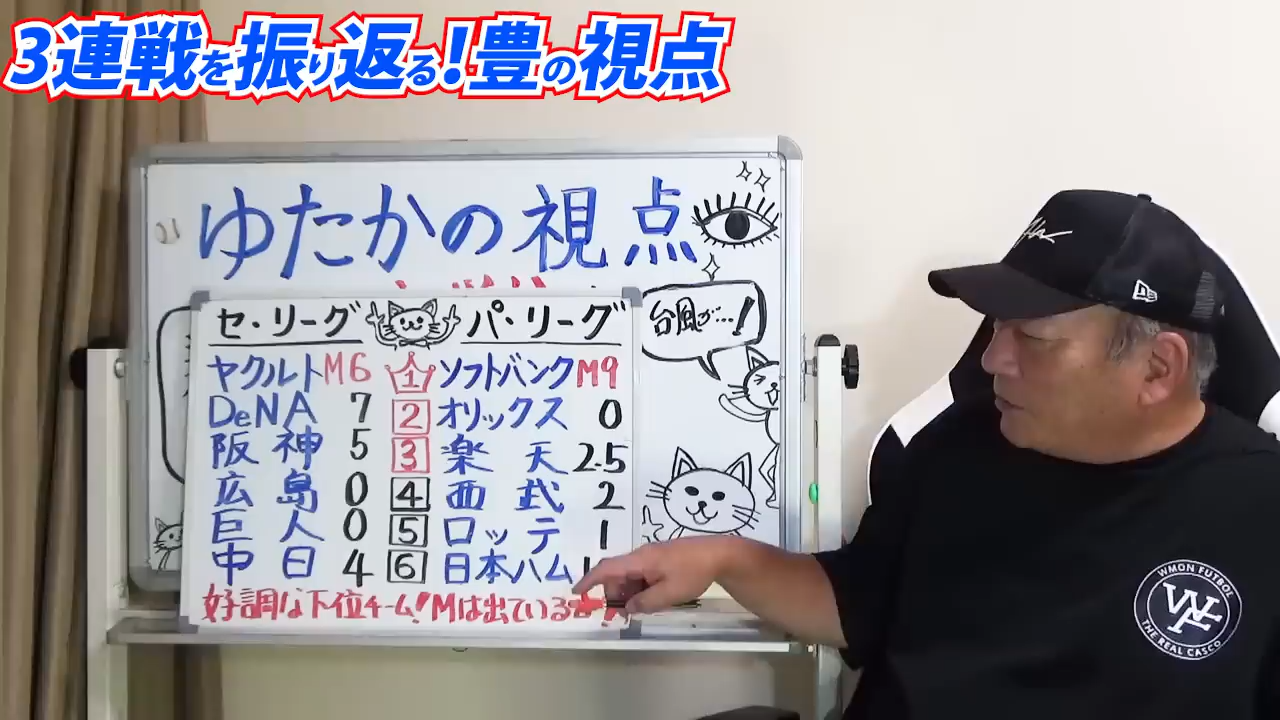 3連戦を振り返る!豊の視点
ゆたかの視点
台風が…!
セ・リーグ パ・リーグ
ヤクルト M6 1 ソフトバンク M9
DeNA 7 2 オリックス 0
阪神 5 3 楽天 2.5
広島 0 4 西武 2
巨人 0 5 ロッテ 1
中日 4 6 日本ハム
好調な下位チーム!Mは出ている
WMON FUTBOL
WF
THE REAL CASCO